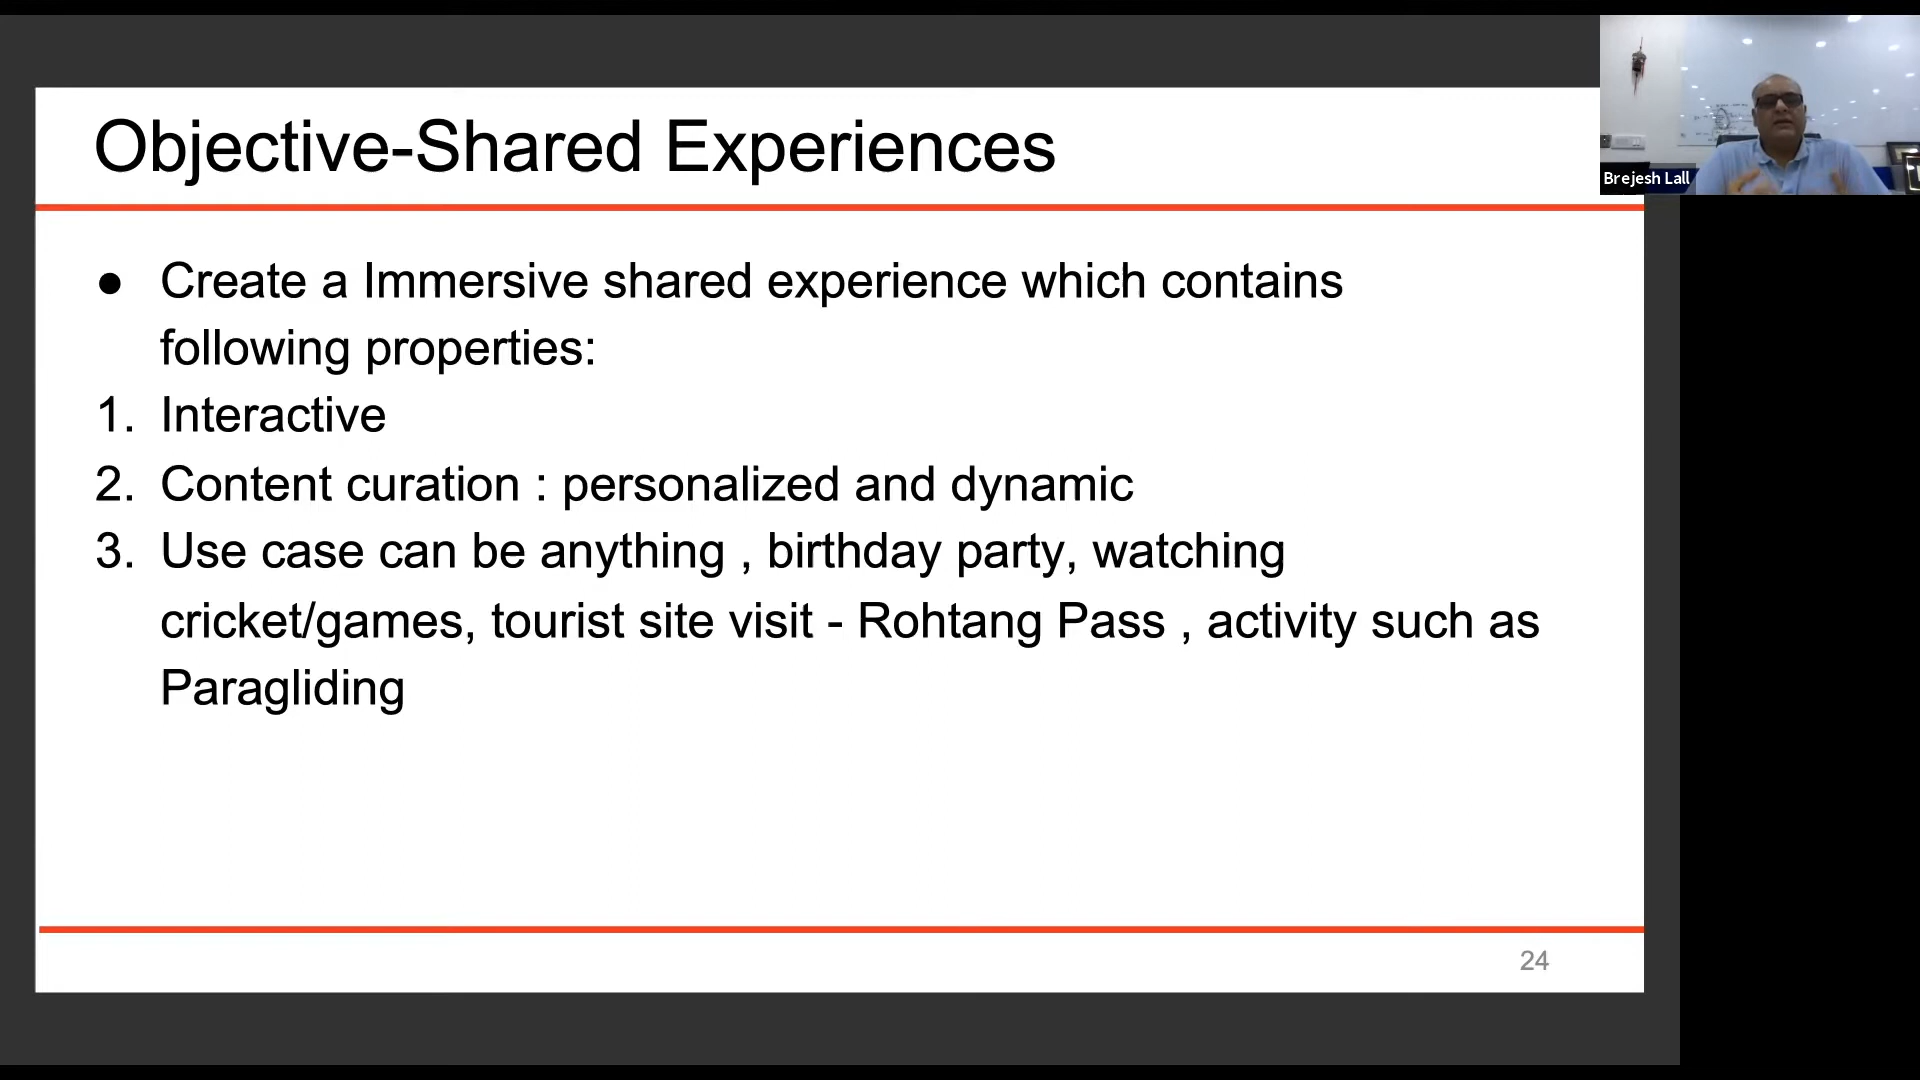 Objective-Shared Experiences
Brejesh Lall
● Create a Immersive shared experience which contains
following properties:
1. Interactive
2. Content curation : personalized and dynamic
3. Use case can be anything , birthday party, watching
cricket/games, tourist site visit - Rohtang Pass , activity such as
Paragliding
24